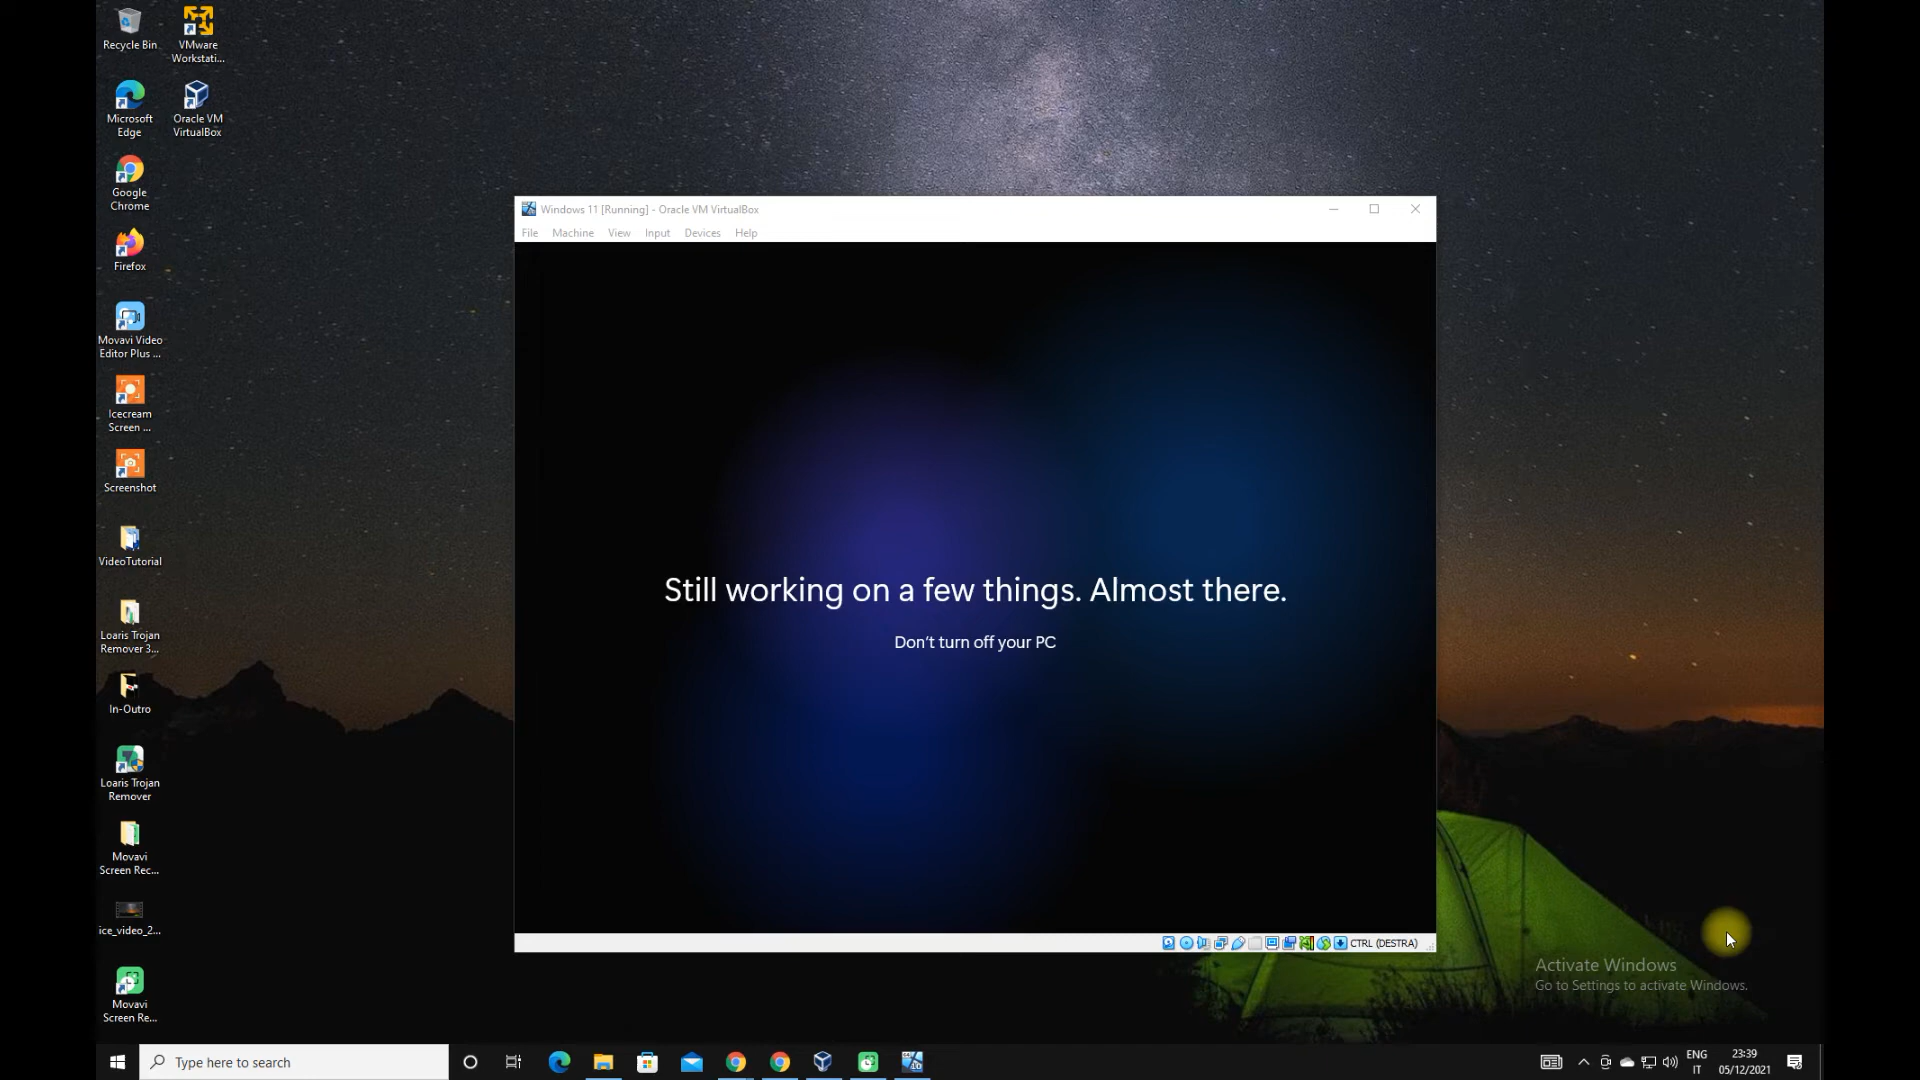 Recycle Bin
VMware
Workstati...
Microsoft
Edge
Oracle VM
VirtualBox
Google
Chrome
Firefox
Movavi Video
Editor Plus ...
Icecream
Screen ...
Screenshot
VideoTutorial
Loaris Trojan
Remover 3...
In-Outro
Loaris Trojan
Remover
Movavi
Screen Rec...
ice_video_2...
Movavi
Screen Re...
Windows 11 [Running] - Oracle VM VirtualBox
File Machine View Input Devices Help
Still working on a few things. Almost there.
Don't turn off your PC
CTRL (DESTRA)
Activate Windows
Go to Settings to activate Windows.
Type here to search
ENG
IT
23:39
05/12/2021